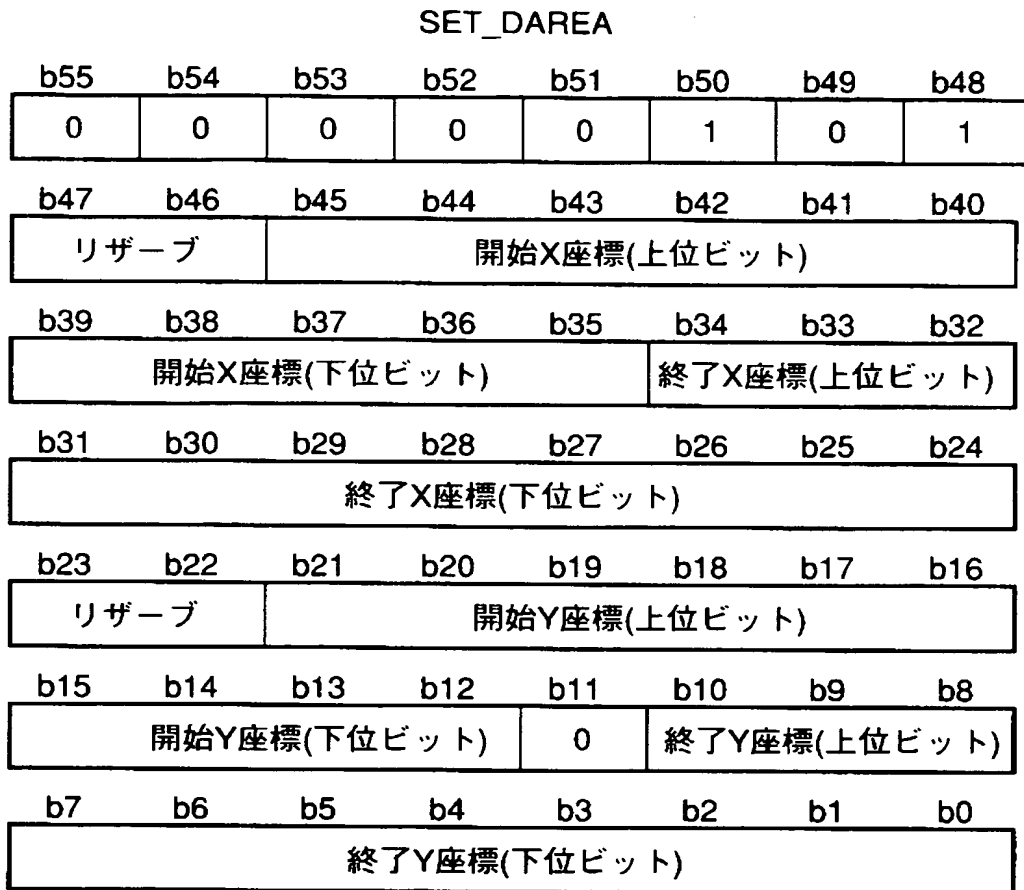 SET_DAREA
b55 b54 b53 b52 b51 b50 b49 b48
0 0 0 0 0 1 0 1
b47 b46 b45 b44 b43 b42 b41 b40
リザーブ 開始X座標(上位ビット)
b39 b38 b37 b36 b35 b34 b33 b32
開始X座標(下位ビット) 終了X座標(上位ビット)
b31 b30 b29 b28 b27 b26 b25 b24
終了X座標(下位ビット)
b23 b22 b21 b20 b19 b18 b17 b16
リザーブ 開始Y座標(上位ビット)
b15 b14 b13 b12 b11 b10 b9 b8
開始Y座標(下位ビット) 0 終了Y座標(上位ビット)
b7 b6 b5 b4 b3 b2 b1 b0
終了Y座標(下位ビット)